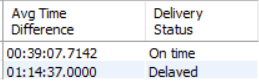 Avg Time Difference Delivery Status
00:39:07.7142 On time
01:14:37.0000 Delayed